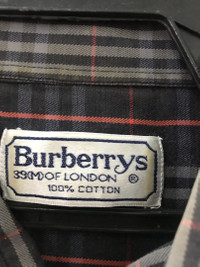 Burberrys
39(M) OF LONDON ®
100% COTTON